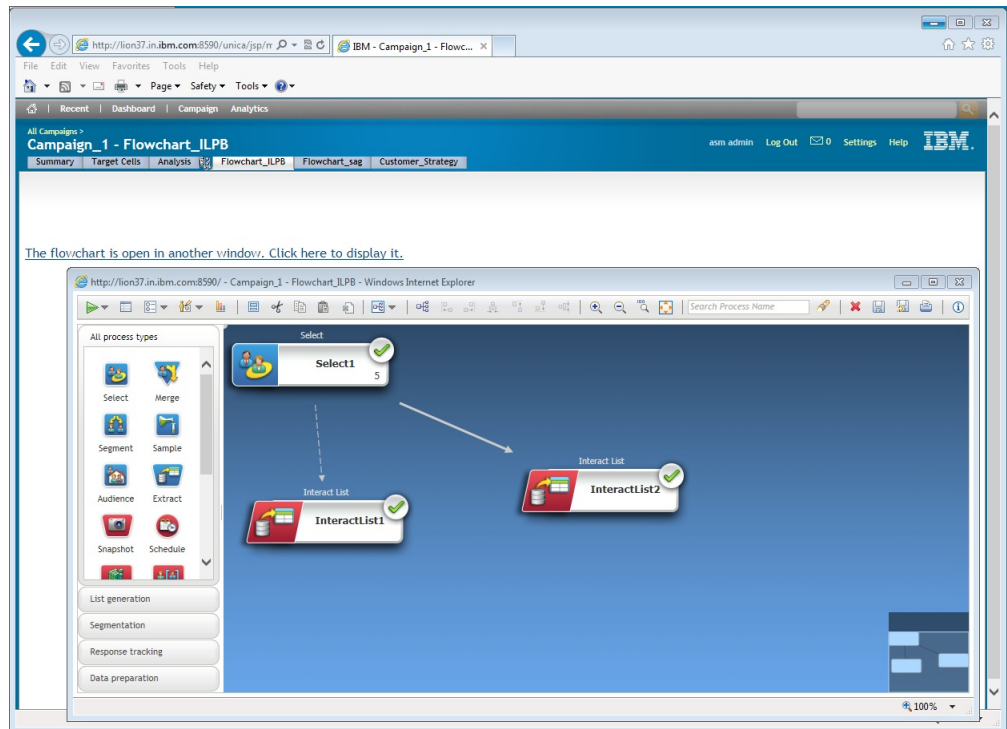 http://lion37.in.ibm.com:8590/unica/jsp/m
IBM - Campaign_1 - Flowc...
File Edit View Favorites Tools Help
Page Safety Tools
Recent | Dashboard | Campaign Analytics
All Campaigns >
Campaign_1 - Flowchart_ILPB
asm admin Log Out 0 Settings Help IBM.
Summary Target Cells Analysis Flowchart_ILPB Flowchart_sag Customer_Strategy
The flowchart is open in another window. Click here to display it.
http://lion37.in.ibm.com:8590/ - Campaign_1 - Flowchart_ILPB - Windows Internet Explorer
Search Process Name
All process types
Select Merge
Segment Sample
Audience Extract
Snapshot Schedule
List generation
Segmentation
Response tracking
Data preparation
Select
Select1
5
Interact List
InteractList2
Interact List
InteractList1
100%